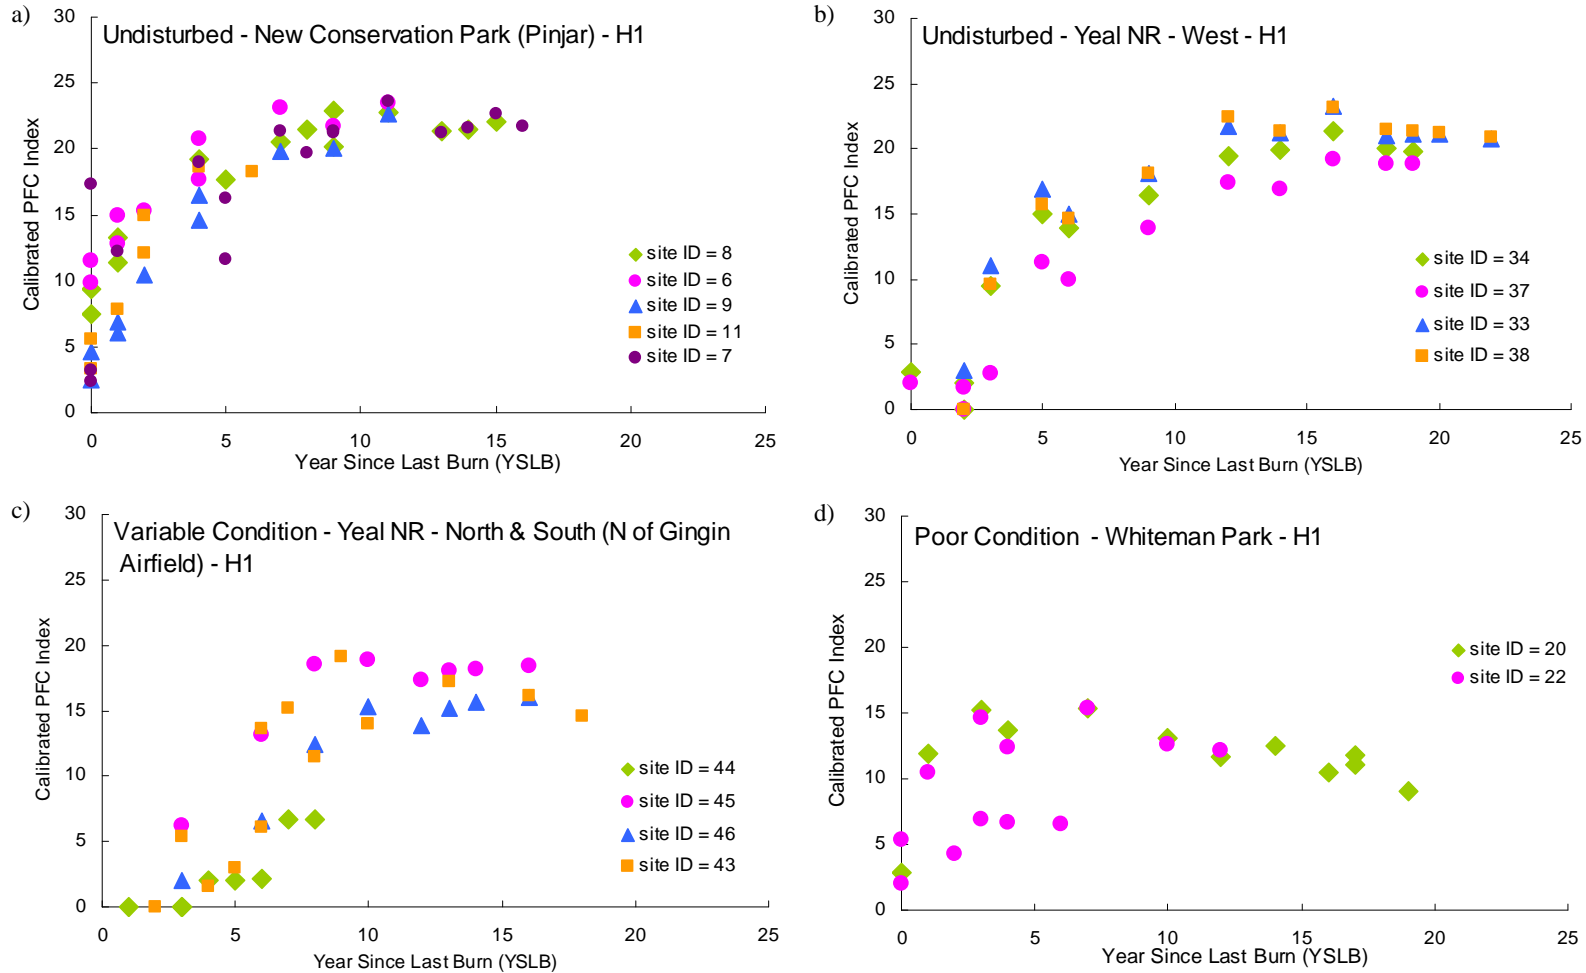 a)
Undisturbed - New Conservation Park (Pinjar) - H1
Calibrated PFC Index
30
25
20
15
10
5
0
0 5 10 15 20 25
Year Since Last Burn (YSLB)
site ID = 8
site ID = 6
site ID = 9
site ID = 11
site ID = 7
b)
Undisturbed - Yeal NR - West - H1
Calibrated PFC Index
30
25
20
15
10
5
0
0 5 10 15 20 25
Year Since Last Burn (YSLB)
site ID = 34
site ID = 37
site ID = 33
site ID = 38
c)
Variable Condition - Yeal NR - North & South (N of Gingin
Airfield) - H1
Calibrated PFC Index
30
25
20
15
10
5
0
0 5 10 15 20 25
Year Since Last Burn (YSLB)
site ID = 44
site ID = 45
site ID = 46
site ID = 43
d)
Poor Condition - Whiteman Park - H1
Calibrated PFC Index
30
25
20
15
10
5
0
0 5 10 15 20 25
Year Since Last Burn (YSLB)
site ID = 20
site ID = 22